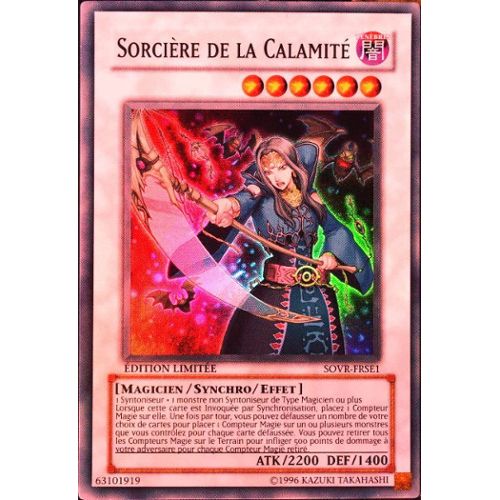 SORCIÈRE DE LA CALAMITÉ
TÉNÈBRES
闇
ÉDITION LIMITÉE SOVR-FRSE1
[MAGICIEN / SYNCHRO / EFFET]
1 Syntoniseur + 1 monstre non Syntoniseur de Type Magicien ou plus
Lorsque cette carte est Invoquée par Synchronisation, placez 1 Compteur
Magie sur elle. Une fois par tour, vous pouvez défausser un nombre de votre
choix de cartes pour placer 1 Compteur Magie sur un ou plusieurs monstres
que vous contrôlez pour chaque carte défaussée. Vous pouvez retirer tous
les Compteurs Magie sur le Terrain pour infliger 500 points de dommage à
votre adversaire pour chaque Compteur Magie retiré.
ATK/2200 DEF/1400
63101919 ©1996 KAZUKI TAKAHASHI